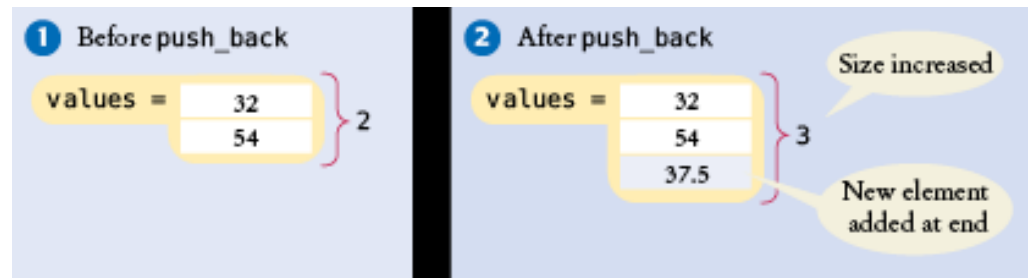 1 Before push_back
values = 32
54
2
2 After push_back
values = 32
54
37.5
3
Size increased
New element
added at end